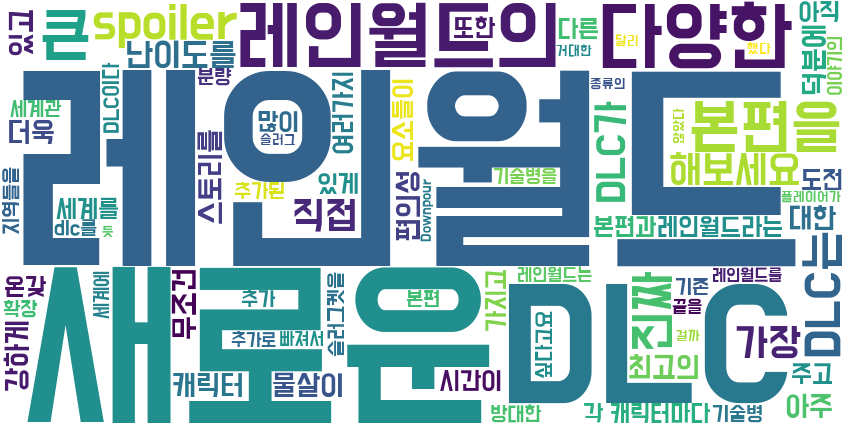 있고
큰
spoiler
레인월드의
또한
다른
거대한
달리
했다
다양한
아직
덕분에
이야기의
난이도를
분량
DLC이다
세계관
더욱
많이
슬러그
여러가지
요소들이
레인월드
종류의
않았다
본편을
DLC가
해보세요
지역들을
세계를
dlc를
듯
스토리를
추가된
있게
직접
편의성
Downpour
기술병을
도전
플레이어가
본편과
레인월드라는
대한
DLC는
온갖
확장
강하게
세계에
새로운
무조건
추가
추가로
빠져서
슬러그캣을
본편
가지고
레인월드는
DLC
싶다고요
진짜
기존
끝을
걸까
레인월드를
가장
최고의
캐릭터
물살이
시간이
방대한
각 캐릭터마다
기술병
주고
아주